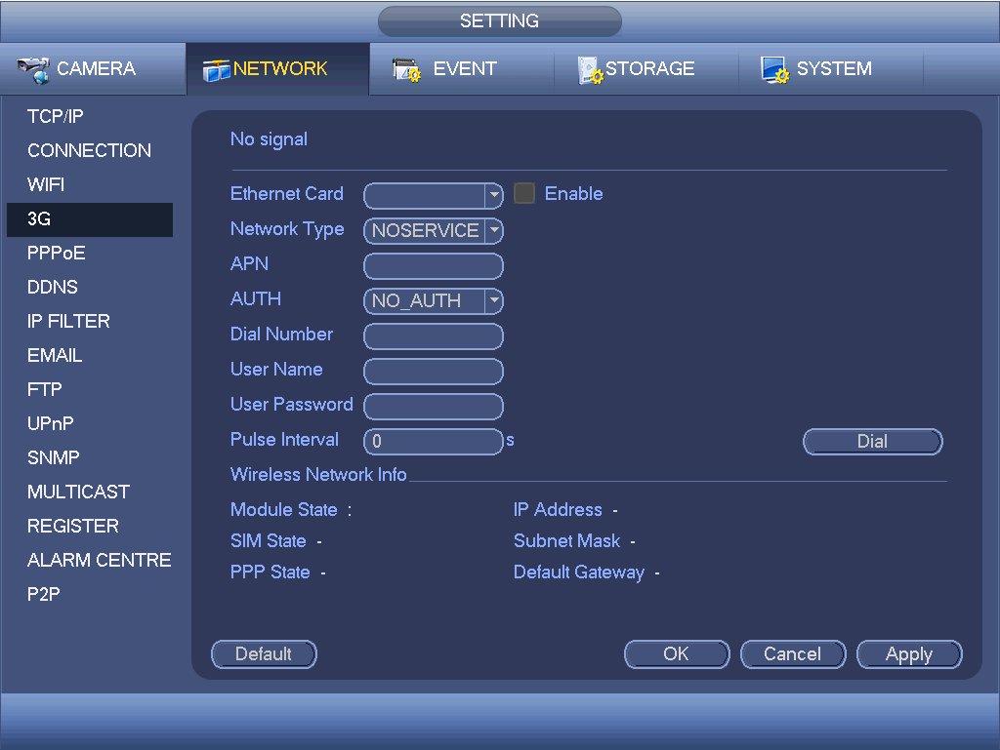 SETTING
CAMERA NETWORK EVENT STORAGE SYSTEM
TCP/IP
CONNECTION
WIFI
3G
PPPoE
DDNS
IP FILTER
EMAIL
FTP
UPnP
SNMP
MULTICAST
REGISTER
ALARM CENTRE
P2P
No signal
Ethernet Card Enable
Network Type NOSERVICE
APN
AUTH NO_AUTH
Dial Number
User Name
User Password
Pulse Interval 0 s Dial
Wireless Network Info
Module State : IP Address -
SIM State - Subnet Mask -
PPP State - Default Gateway -
Default OK Cancel Apply